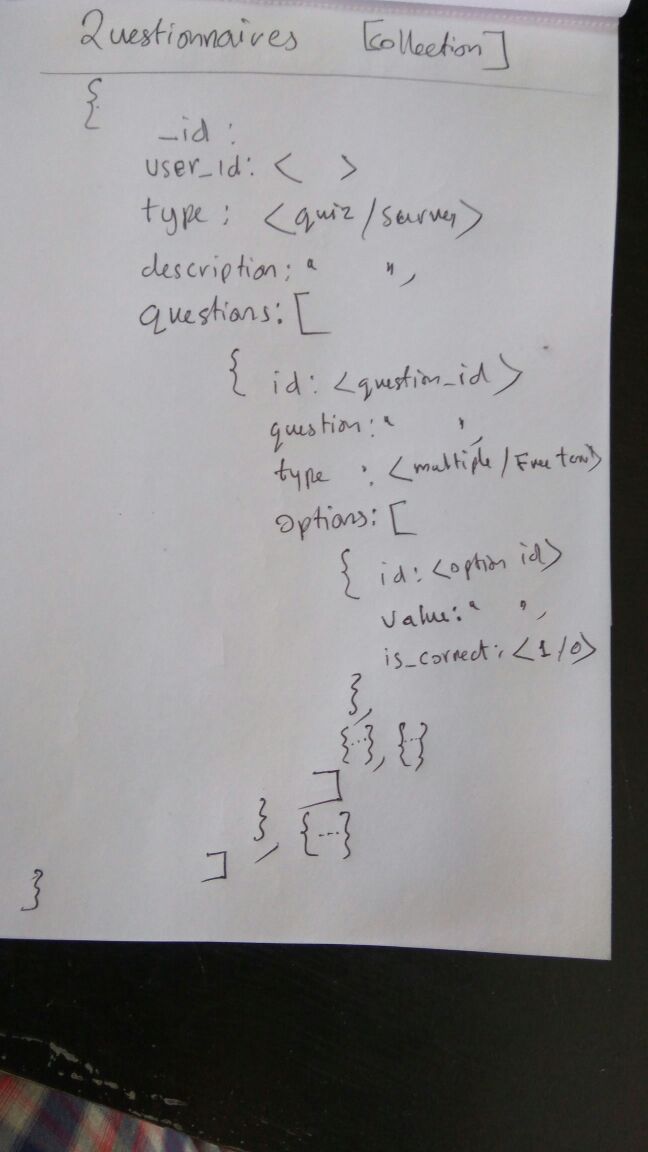 Questionnaires [collection]
{
_id :
user_id: < >
type : <quiz/survey>
description: " ",
questions: [
{ id: <question_id>
question: " ",
type : <multiple/Free text>
options: [
{ id: <option id>
value: " ",
is_correct: <1/0>
},
{...}, {...}
]
} , {...}
]
}